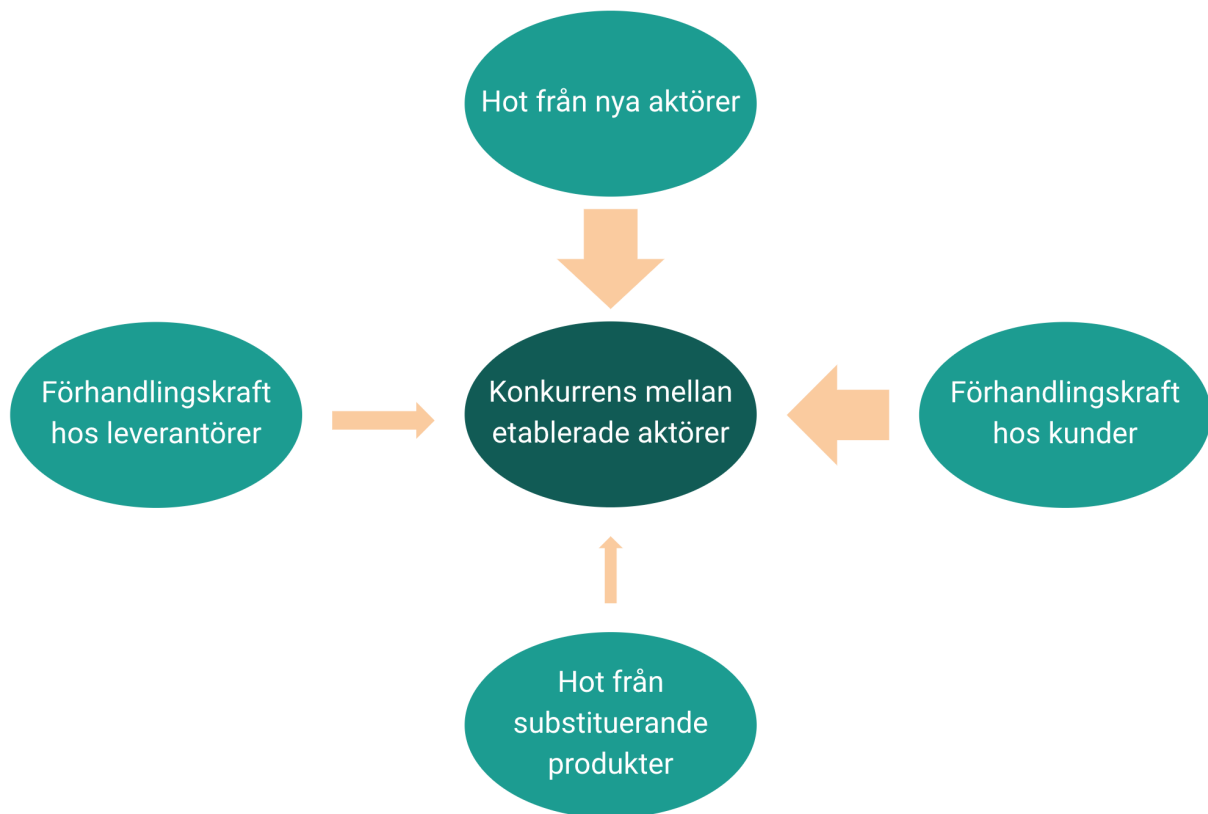 Hot från nya aktörer
Förhandlingskraft
hos leverantörer
Konkurrens mellan
etablerade aktörer
Förhandlingskraft
hos kunder
Hot från
substituerande
produkter